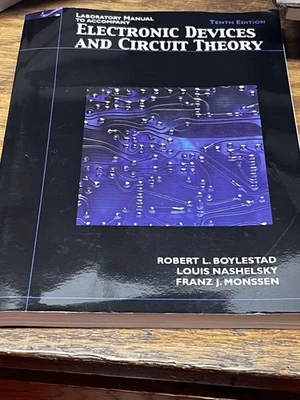 LABORATORY MANUAL
TO ACCOMPANY
TENTH EDITION
ELECTRONIC DEVICES
AND CIRCUIT THEORY
ROBERT L. BOYLESTAD
LOUIS NASHELSKY
FRANZ J. MONSSEN